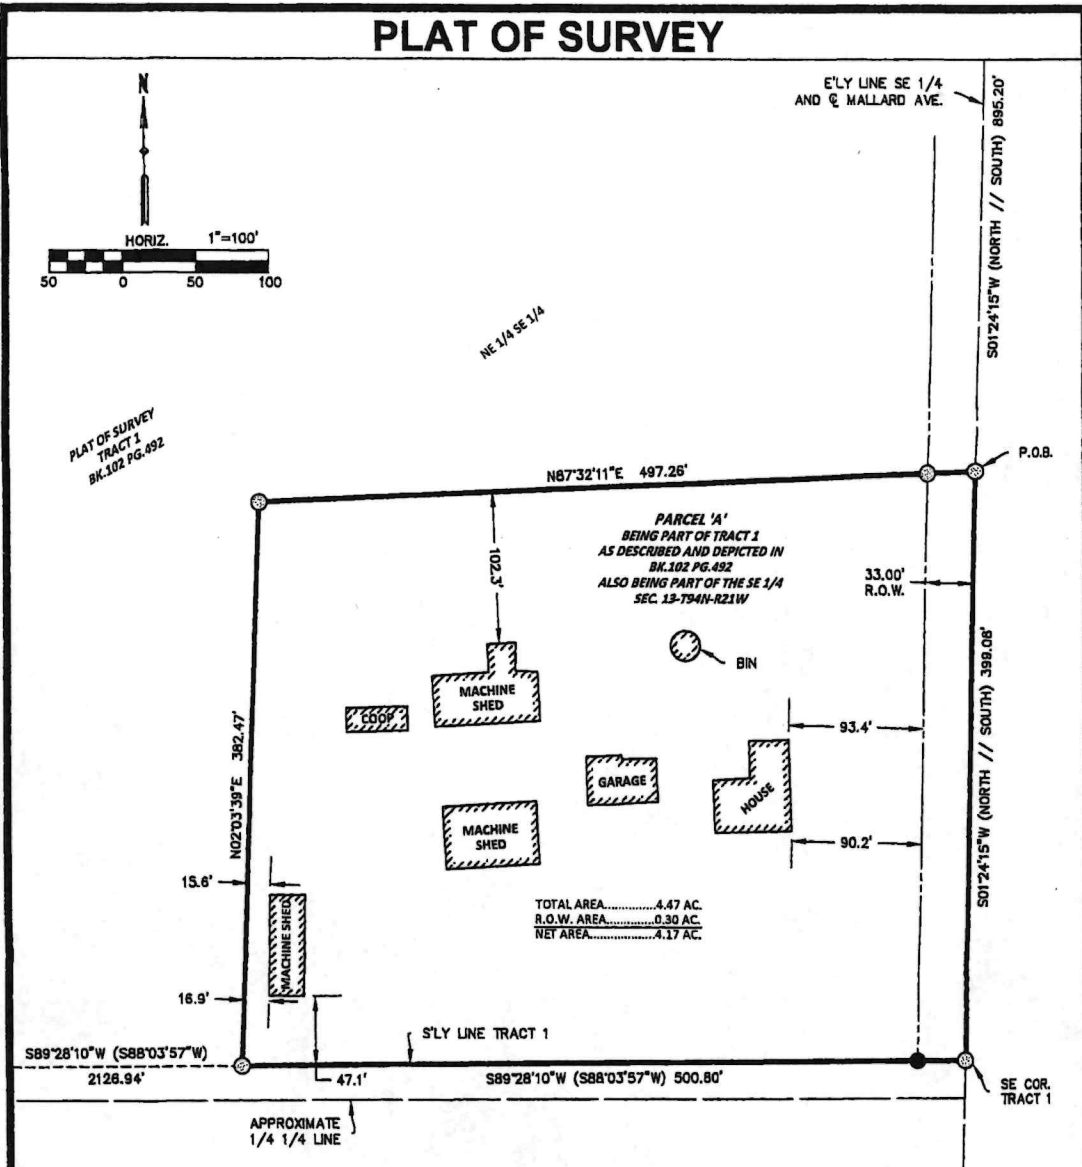 PLAT OF SURVEY
E'LY LINE SE 1/4
AND ℄ MALLARD AVE.
S01°24'15"W (NORTH // SOUTH) 895.20'
N
HORIZ. 1"=100'
50 0 50 100
NE 1/4 SE 1/4
PLAT OF SURVEY
TRACT 1
BK.102 PG.492
P.O.B.
N87°32'11"E 497.26'
PARCEL 'A'
BEING PART OF TRACT 1
AS DESCRIBED AND DEPICTED IN
BK.102 PG.492
ALSO BEING PART OF THE SE 1/4
SEC. 13-T94N-R21W
102.3'
33.00'
R.O.W.
BIN
MACHINE
SHED
COOP
N02°03'39"E 382.47'
93.4'
S01°24'15"W (NORTH // SOUTH) 399.08'
GARAGE
HOUSE
MACHINE
SHED
90.2'
15.6'
TOTAL AREA..............4.47 AC.
R.O.W. AREA............0.30 AC.
NET AREA.................4.17 AC.
MACHINE SHED
16.9'
S'LY LINE TRACT 1
S89°28'10"W (S88°03'57"W)
2126.94'
47.1'
S89°28'10"W (S88°03'57"W) 500.80'
SE COR.
TRACT 1
APPROXIMATE
1/4 1/4 LINE